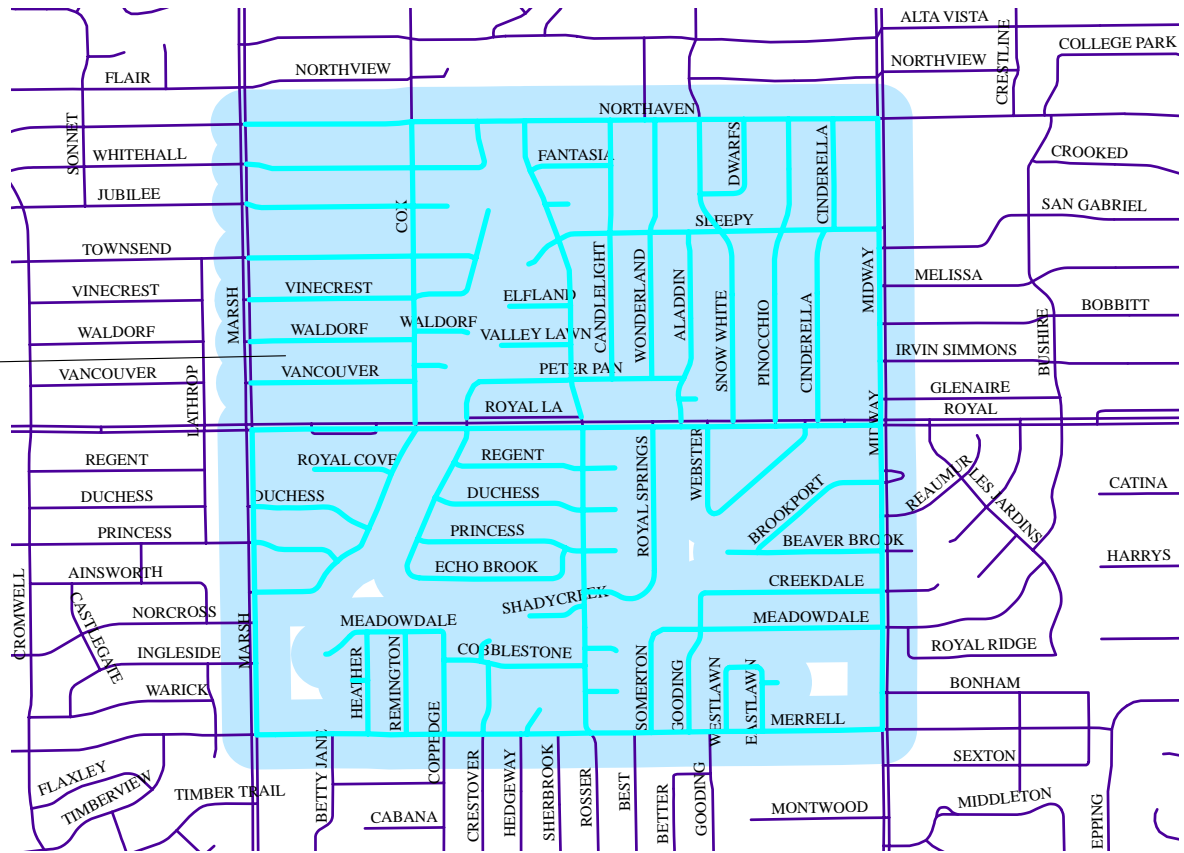 ALTA VISTA
CRESTLINE
COLLEGE PARK
NORTHVIEW
NORTHVIEW
FLAIR
NORTHAVEN
SONNET
WHITEHALL
FANTASIA
DWARFS
CINDERELLA
CROOKED
JUBILEE
COX
SLEEPY
SAN GABRIEL
TOWNSEND
CANDLELIGHT
WONDERLAND
ALADDIN
MIDWAY
MELISSA
VINECREST
VINECREST
ELFLAND
BOBBITT
MARSH
WALDORF
WALDORF
WALDORF
VALLEY LAWN
SNOW WHITE
PINOCCHIO
CINDERELLA
IRVIN SIMMONS
BUSHIRE
VANCOUVER
VANCOUVER
PETER PAN
GLENAIRE
LATHROP
ROYAL LA
MIDWAY
ROYAL
REGENT
ROYAL COVE
REGENT
ROYAL SPRINGS
WEBSTER
REAUMUR
LES JARDINS
CATINA
DUCHESS
DUCHESS
DUCHESS
BROOKPORT
PRINCESS
PRINCESS
BEAVER BROOK
HARRYS
AINSWORTH
ECHO BROOK
CREEKDALE
CASTLEGATE
NORCROSS
SHADYCREEK
MEADOWDALE
MEADOWDALE
CROMWELL
MARSH
INGLESIDE
COBBLESTONE
ROYAL RIDGE
WARICK
HEATHER
REMINGTON
COPPEDGE
SOMERTON
GOODING
WESTLAWN
EASTLAWN
BONHAM
MERRELL
BETTY JANE
SEXTON
FLAXLEY
TIMBERVIEW
TIMBER TRAIL
CABANA
CRESTOVER
HEDGEWAY
SHERBROOK
ROSSER
BEST
BETTER
GOODING
MONTWOOD
MIDDLETON
EPPING